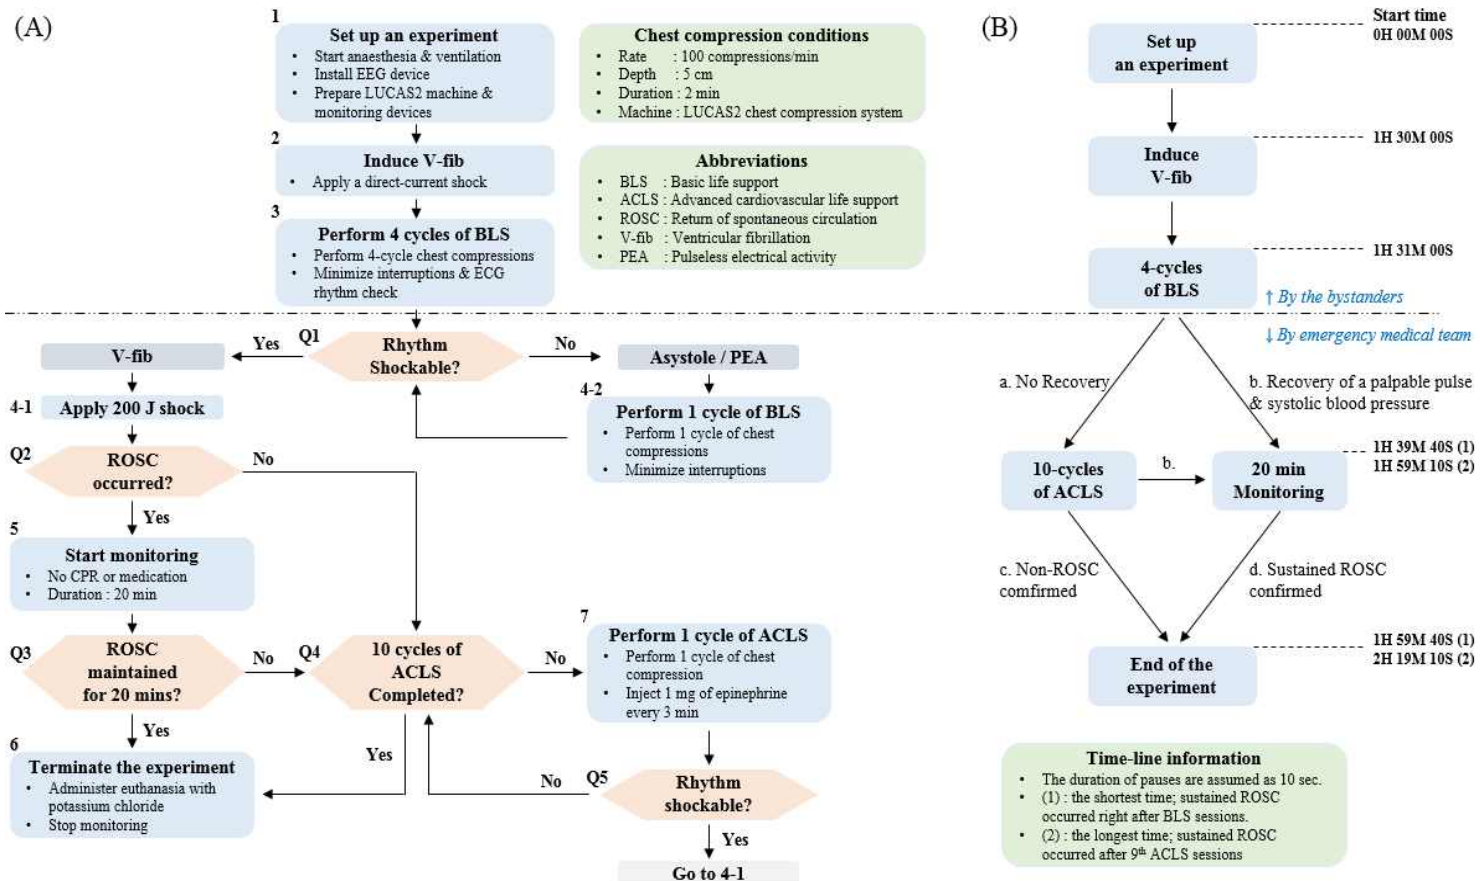 (A)
1
Set up an experiment
• Start anaesthesia & ventilation
• Install EEG device
• Prepare LUCAS2 machine &
monitoring devices
Chest compression conditions
• Rate : 100 compressions/min
• Depth : 5 cm
• Duration : 2 min
• Machine : LUCAS2 chest compression system
2
Induce V-fib
• Apply a direct-current shock
Abbreviations
• BLS : Basic life support
• ACLS : Advanced cardiovascular life support
• ROSC : Return of spontaneous circulation
• V-fib : Ventricular fibrillation
• PEA : Pulseless electrical activity
3
Perform 4 cycles of BLS
• Perform 4-cycle chest compressions
• Minimize interruptions & ECG
rhythm check
Q1
Rhythm
Shockable?
Yes
No
V-fib
Asystole / PEA
4-1
Apply 200 J shock
4-2
Perform 1 cycle of BLS
• Perform 1 cycle of chest
compressions
• Minimize interruptions
Q2
ROSC
occurred?
No
Yes
5
Start monitoring
• No CPR or medication
• Duration : 20 min
Q3
ROSC
maintained
for 20 mins?
No
Yes
Q4
10 cycles of
ACLS
Completed?
No
Yes
7
Perform 1 cycle of ACLS
• Perform 1 cycle of chest
compression
• Inject 1 mg of epinephrine
every 3 min
6
Terminate the experiment
• Administer euthanasia with
potassium chloride
• Stop monitoring
No
Q5
Rhythm
shockable?
Yes
Go to 4-1
(B)
Start time
0H 00M 00S
Set up
an experiment
1H 30M 00S
Induce
V-fib
1H 31M 00S
4-cycles
of BLS
↑ By the bystanders
↓ By emergency medical team
a. No Recovery
b. Recovery of a palpable pulse
& systolic blood pressure
1H 39M 40S (1)
1H 59M 10S (2)
10-cycles
of ACLS
b.
20 min
Monitoring
c. Non-ROSC
comfirmed
d. Sustained ROSC
confirmed
1H 59M 40S (1)
2H 19M 10S (2)
End of the
experiment
Time-line information
• The duration of pauses are assumed as 10 sec.
• (1) : the shortest time; sustained ROSC
occurred right after BLS sessions.
• (2) : the longest time; sustained ROSC
occurred after 9th ACLS sessions